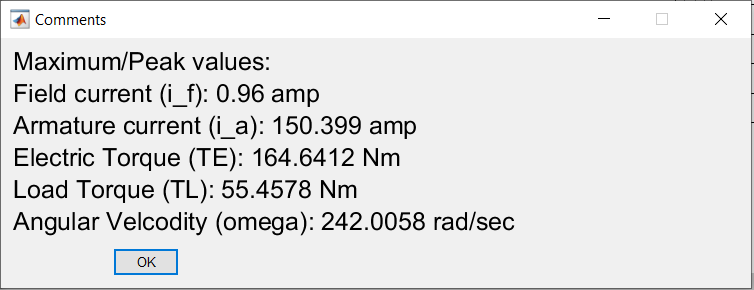 Comments
Maximum/Peak values:
Field current (i_f): 0.96 amp
Armature current (i_a): 150.399 amp
Electric Torque (TE): 164.6412 Nm
Load Torque (TL): 55.4578 Nm
Angular Velcodity (omega): 242.0058 rad/sec
OK